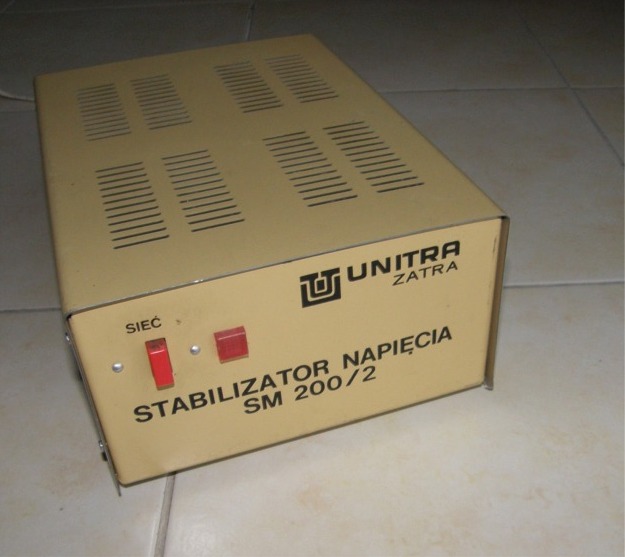 UNITRA
ZATRA
SIEĆ
STABILIZATOR NAPIĘCIA
SM 200/2